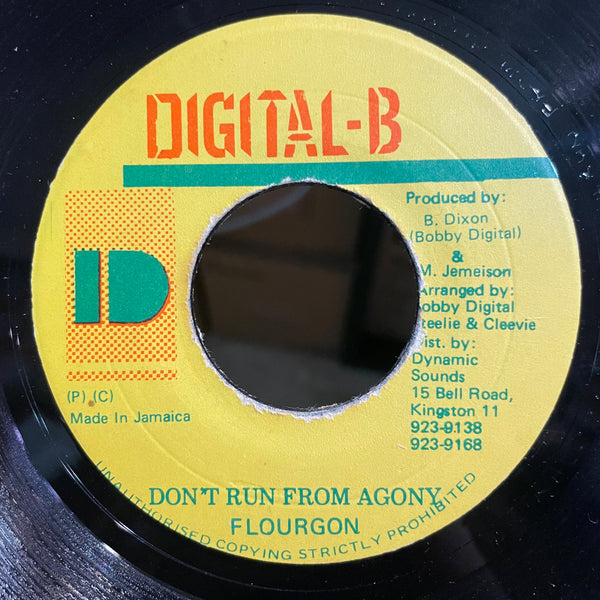 DIGITAL-B
Produced by:
B. Dixon
(Bobby Digital)
&
M. Jemeison
Arranged by:
Bobby Digital
Steelie & Cleevie
Dist. by:
Dynamic
Sounds
15 Bell Road,
Kingston 11
923-9138
923-9168
D
(P) (C)
Made In Jamaica
DON'T RUN FROM AGONY
FLOURGON
UNAUTHORISED COPYING STRICTLY PROHIBITED